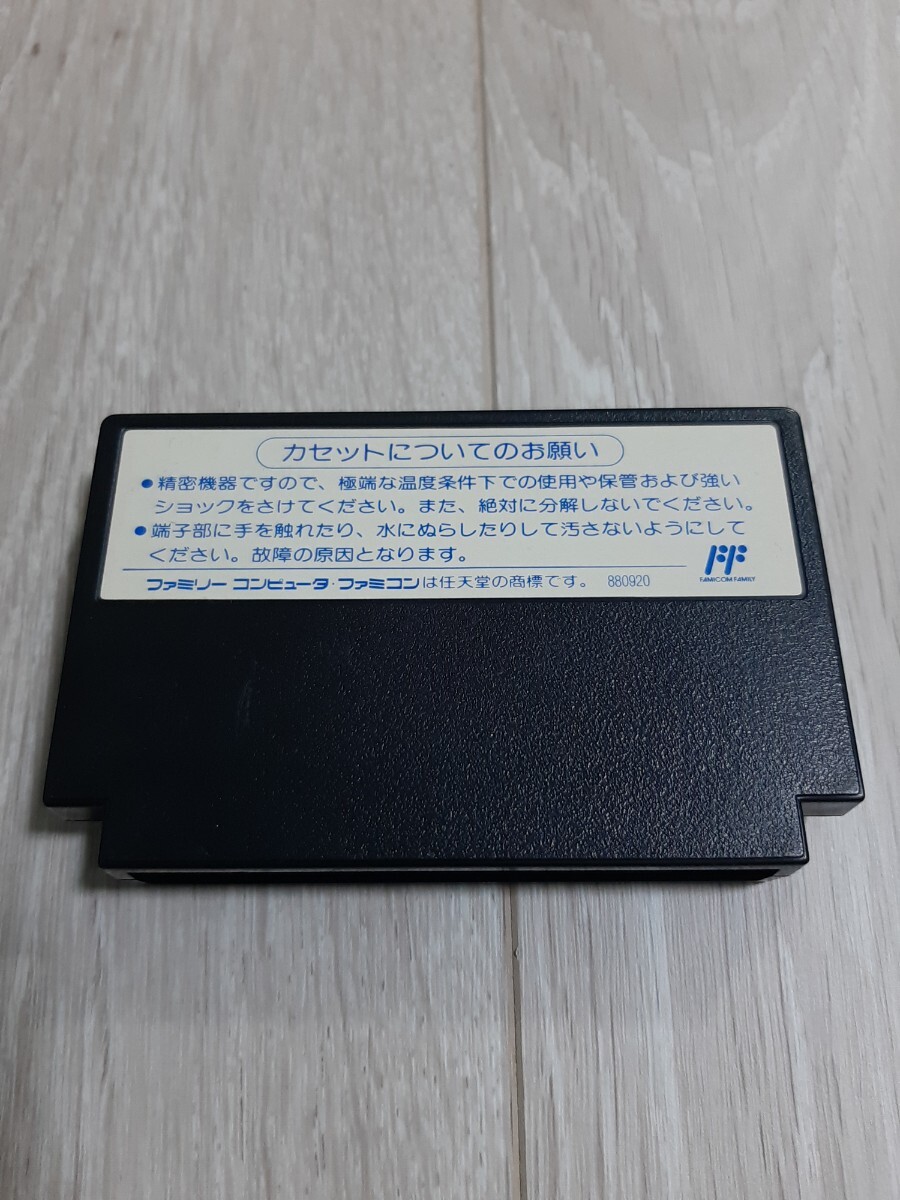 カセットについてのお願い
●精密機器ですので、極端な温度条件下での使用や保管および強い
ショックをさけてください。また、絶対に分解しないでください。
●端子部に手を触れたり、水にぬらしたりして汚さないようにして
ください。故障の原因となります。
FF
FAMICOM FAMILY
ファミリーコンピュータ・ファミコンは任天堂の商標です。 880920